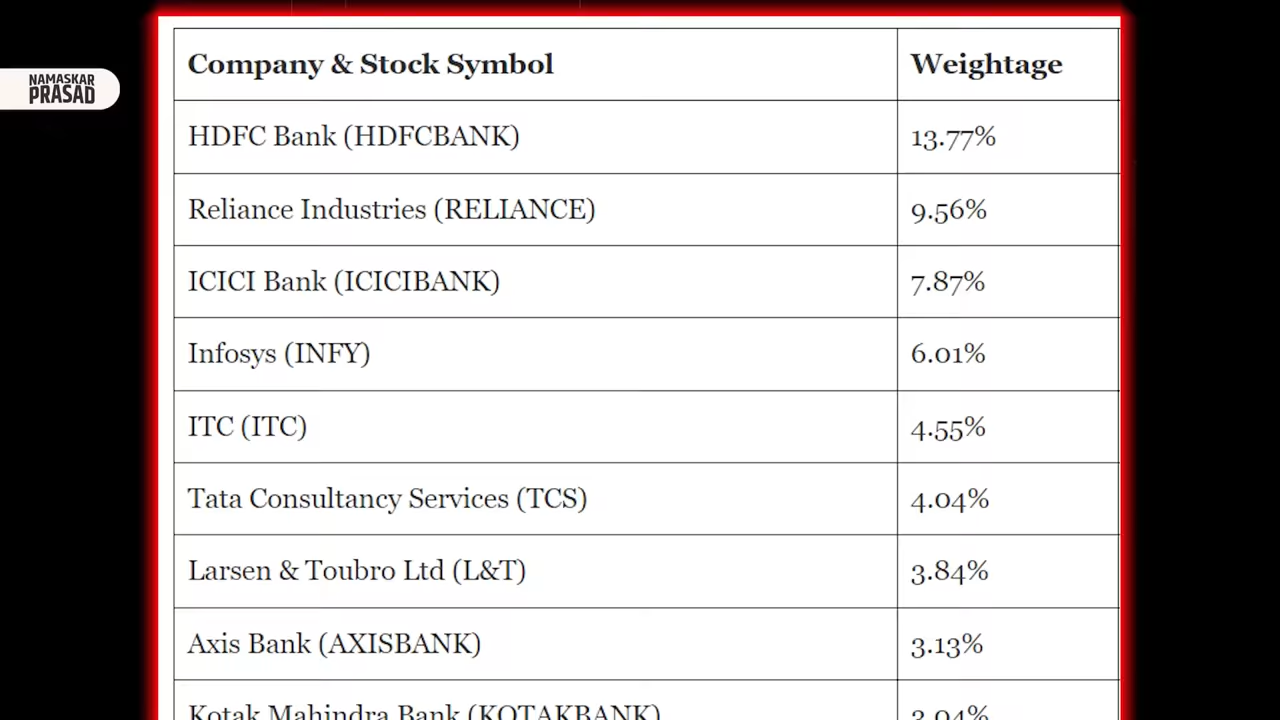 NAMASKAR
PRASAD
Company & Stock Symbol Weightage
HDFC Bank (HDFCBANK) 13.77%
Reliance Industries (RELIANCE) 9.56%
ICICI Bank (ICICIBANK) 7.87%
Infosys (INFY) 6.01%
ITC (ITC) 4.55%
Tata Consultancy Services (TCS) 4.04%
Larsen & Toubro Ltd (L&T) 3.84%
Axis Bank (AXISBANK) 3.13%
Kotak Mahindra Bank (KOTAKBANK) 3.04%